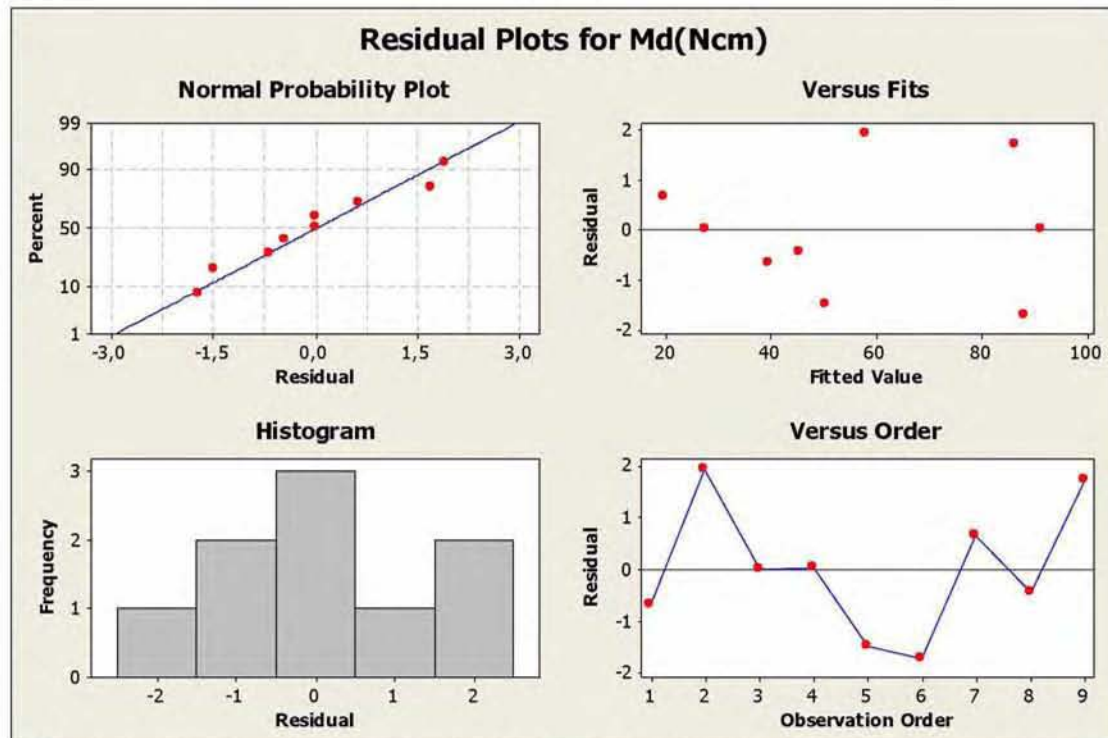 Residual Plots for Md(Ncm)
Normal Probability Plot
99
90
50
10
1
Percent
-3,0 -1,5 0,0 1,5 3,0
Residual
Versus Fits
2
1
0
-1
-2
Residual
20 40 60 80 100
Fitted Value
Histogram
3
2
1
0
Frequency
-2 -1 0 1 2
Residual
Versus Order
2
1
0
-1
-2
Residual
1 2 3 4 5 6 7 8 9
Observation Order